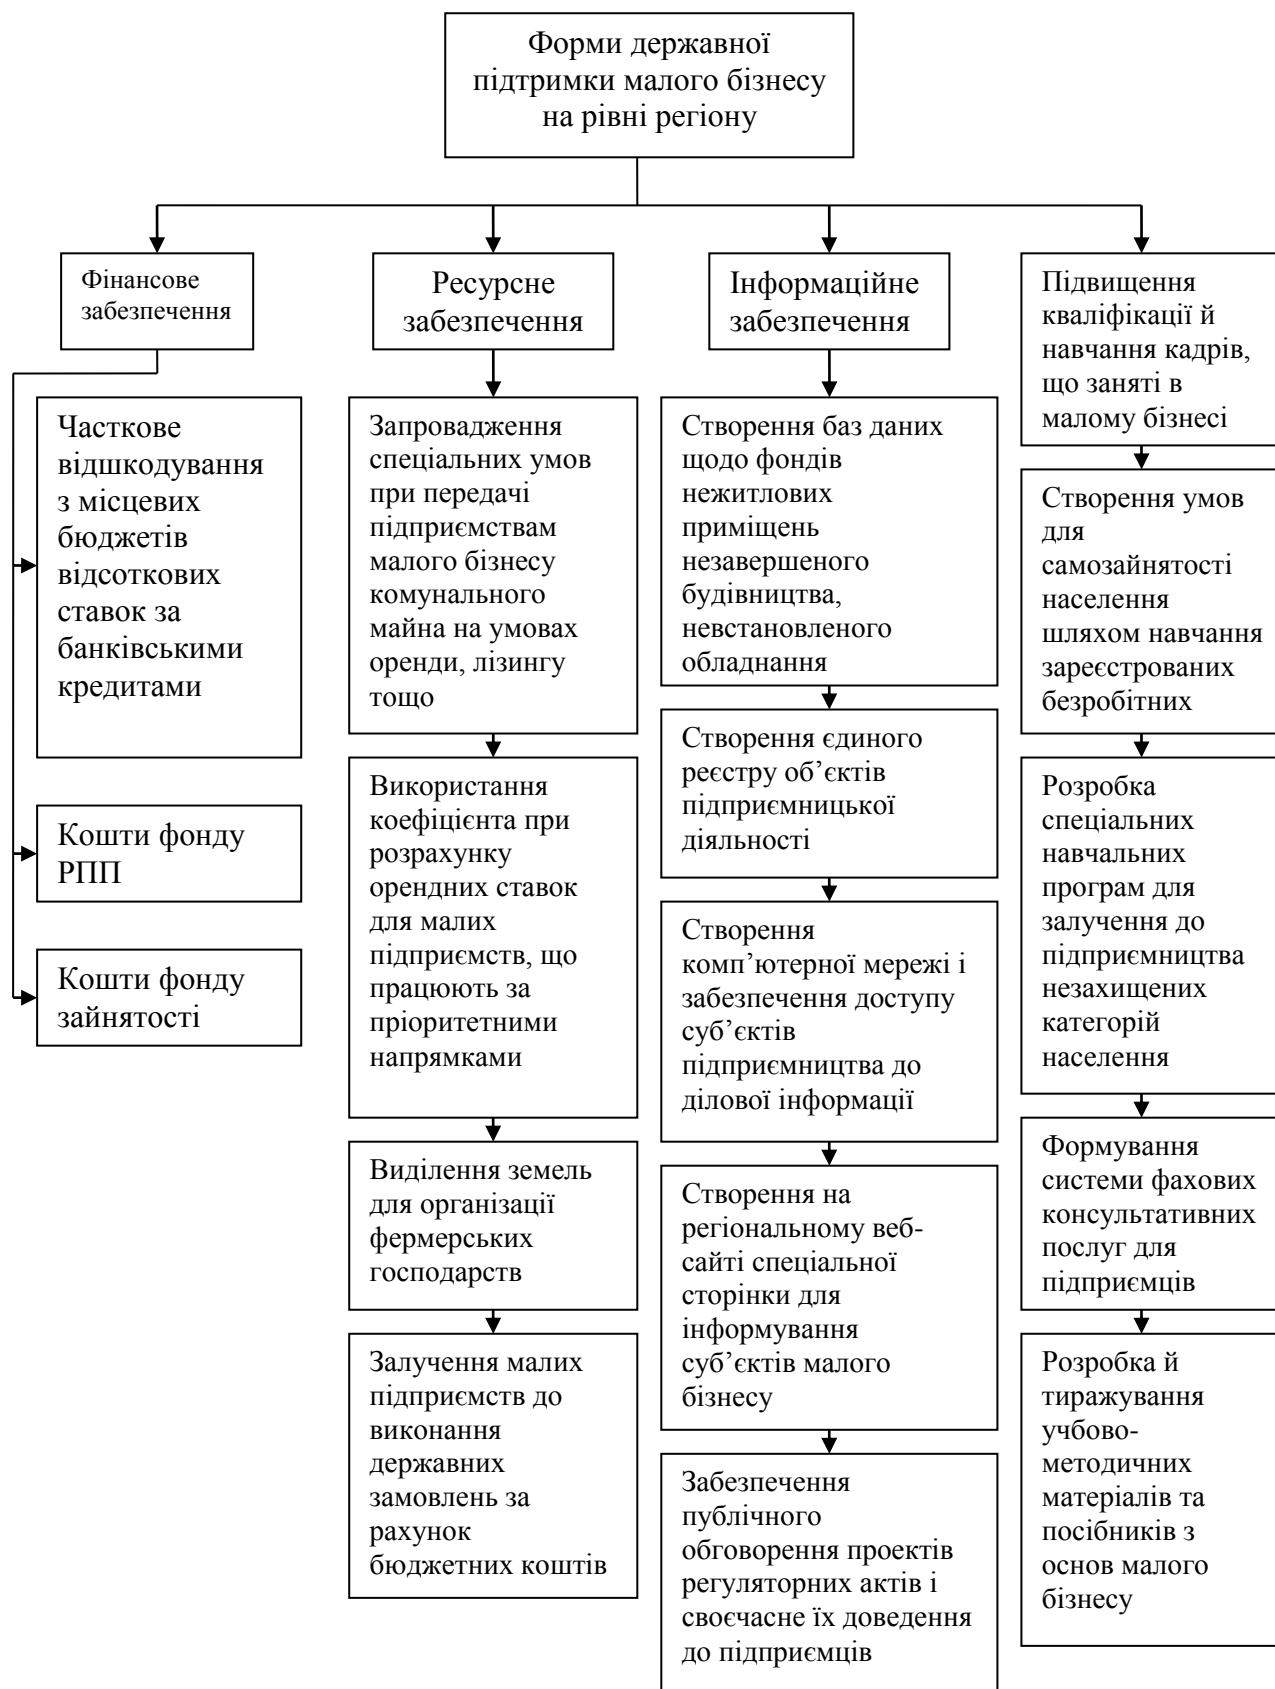 Форми державної
підтримки малого бізнесу
на рівні регіону
Фінансове
забезпечення
Часткове
відшкодування
з місцевих
бюджетів
відсоткових
ставок за
банківськими
кредитами
Кошти фонду
РПП
Кошти фонду
зайнятості
Ресурсне
забезпечення
Запровадження
спеціальних умов
при передачі
підприємствам
малого бізнесу
комунального
майна на умовах
оренди, лізингу
тощо
Використання
коефіцієнта при
розрахунку
орендних ставок
для малих
підприємств, що
працюють за
пріоритетними
напрямками
Виділення земель
для організації
фермерських
господарств
Залучення малих
підприємств до
виконання
державних
замовлень за
рахунок
бюджетних коштів
Інформаційне
забезпечення
Створення баз даних
щодо фондів
нежитлових
приміщень
незавершеного
будівництва,
невстановленого
обладнання
Створення єдиного
реєстру об’єктів
підприємницької
діяльності
Створення
комп’ютерної мережі і
забезпечення доступу
суб’єктів
підприємництва до
ділової інформації
Створення на
регіональному веб-
сайті спеціальної
сторінки для
інформування
суб’єктів малого
бізнесу
Забезпечення
публічного
обговорення проектів
регуляторних актів і
своєчасне їх доведення
до підприємців
Підвищення
кваліфікації й
навчання кадрів,
що заняті в
малому бізнесі
Створення умов
для
самозайнятості
населення
шляхом навчання
зареєстрованих
безробітних
Розробка
спеціальних
навчальних
програм для
залучення до
підприємництва
незахищених
категорій
населення
Формування
системи фахових
консультативних
послуг для
підприємців
Розробка й
тиражування
учбово-
методичних
матеріалів та
посібників з
основ малого
бізнесу